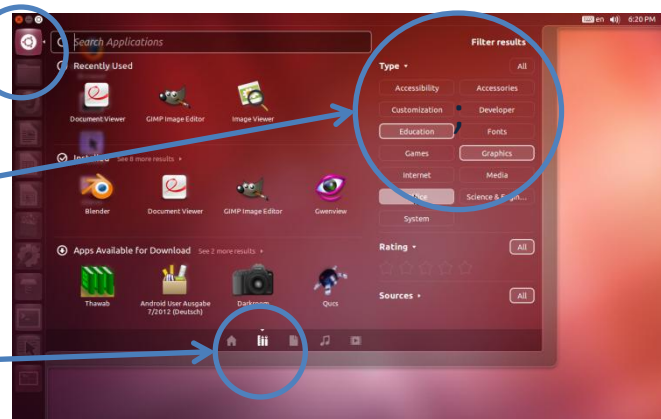 en 6:20 PM
Search Applications
Filter results
Recently Used
Type
All
Accessibility
Accessories
Document Viewer
GIMP Image Editor
Image Viewer
Customization
Developer
Education
Fonts
Installed See 8 more results
Games
Graphics
Internet
Media
Science & Engin...
System
Blender
Document Viewer
GIMP Image Editor
Gwenview
Apps Available for Download See 2 more results
Rating
All
Thawab
Android User Ausgabe
7/2012 (Deutsch)
Darkroom
Qucs
Sources
All